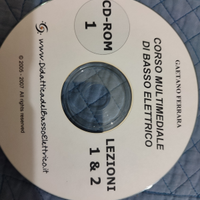 GAETANO FERRARA
CORSO MULTIMEDIALE
DI BASSO ELETTRICO
CD-ROM
1
LEZIONI
1 & 2
© 2005 - 2007 All rights reserved
www.DidatticadelBassoElettrico.it